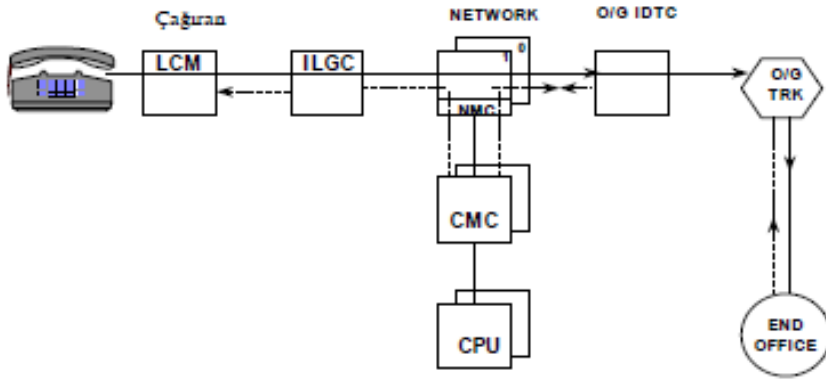 Çağıran
NETWORK
O/G IDTC
LCM
ILGC
0
1
O/G
TRK
NMC
CMC
END
OFFICE
CPU